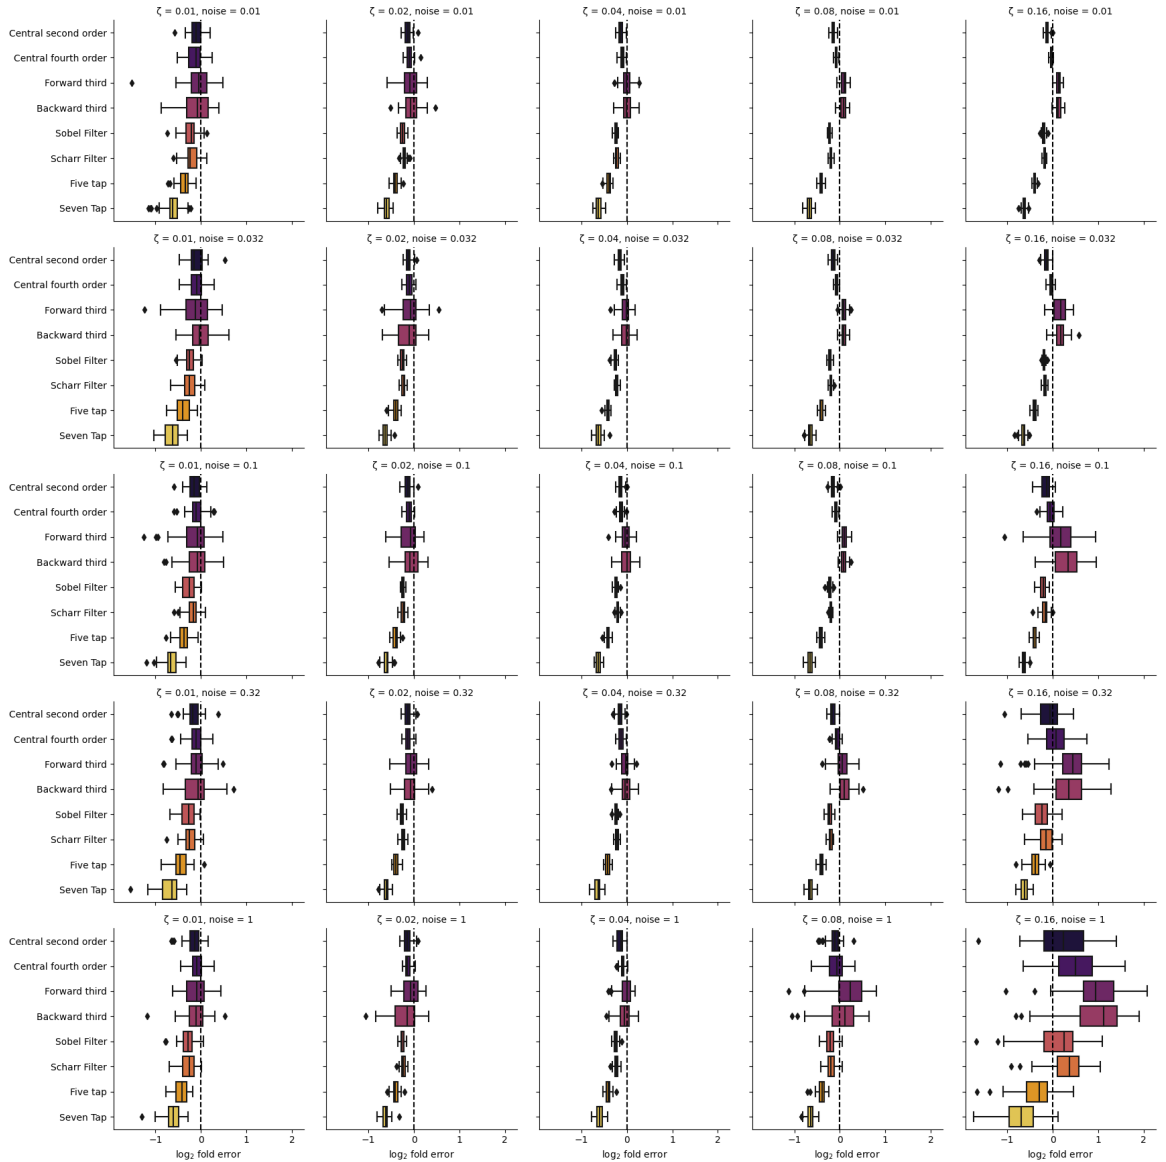 ζ = 0.01, noise = 0.01 ζ = 0.02, noise = 0.01 ζ = 0.04, noise = 0.01 ζ = 0.08, noise = 0.01 ζ = 0.16, noise = 0.01
Central second order
Central fourth order
Forward third
Backward third
Sobel Filter
Scharr Filter
Five tap
Seven Tap
ζ = 0.01, noise = 0.032 ζ = 0.02, noise = 0.032 ζ = 0.04, noise = 0.032 ζ = 0.08, noise = 0.032 ζ = 0.16, noise = 0.032
Central second order
Central fourth order
Forward third
Backward third
Sobel Filter
Scharr Filter
Five tap
Seven Tap
ζ = 0.01, noise = 0.1 ζ = 0.02, noise = 0.1 ζ = 0.04, noise = 0.1 ζ = 0.08, noise = 0.1 ζ = 0.16, noise = 0.1
Central second order
Central fourth order
Forward third
Backward third
Sobel Filter
Scharr Filter
Five tap
Seven Tap
ζ = 0.01, noise = 0.32 ζ = 0.02, noise = 0.32 ζ = 0.04, noise = 0.32 ζ = 0.08, noise = 0.32 ζ = 0.16, noise = 0.32
Central second order
Central fourth order
Forward third
Backward third
Sobel Filter
Scharr Filter
Five tap
Seven Tap
ζ = 0.01, noise = 1 ζ = 0.02, noise = 1 ζ = 0.04, noise = 1 ζ = 0.08, noise = 1 ζ = 0.16, noise = 1
Central second order
Central fourth order
Forward third
Backward third
Sobel Filter
Scharr Filter
Five tap
Seven Tap
−1 0 1 2 −1 0 1 2 −1 0 1 2 −1 0 1 2 −1 0 1 2
log₂ fold error log₂ fold error log₂ fold error log₂ fold error log₂ fold error